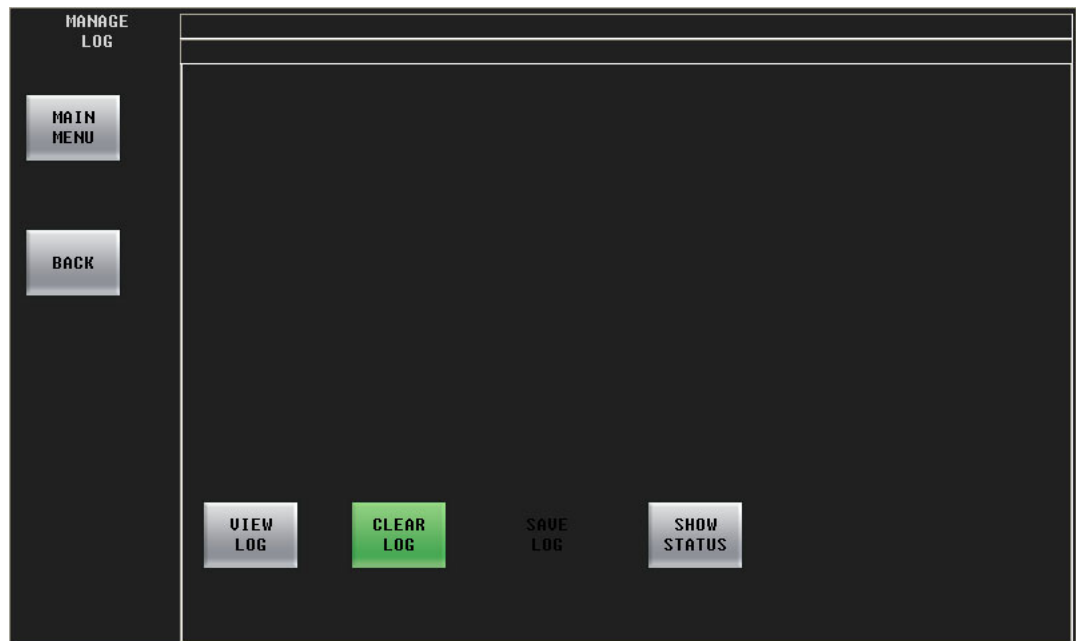 MANAGE
LOG
MAIN
MENU
BACK
VIEW
LOG
CLEAR
LOG
SAVE
LOG
SHOW
STATUS